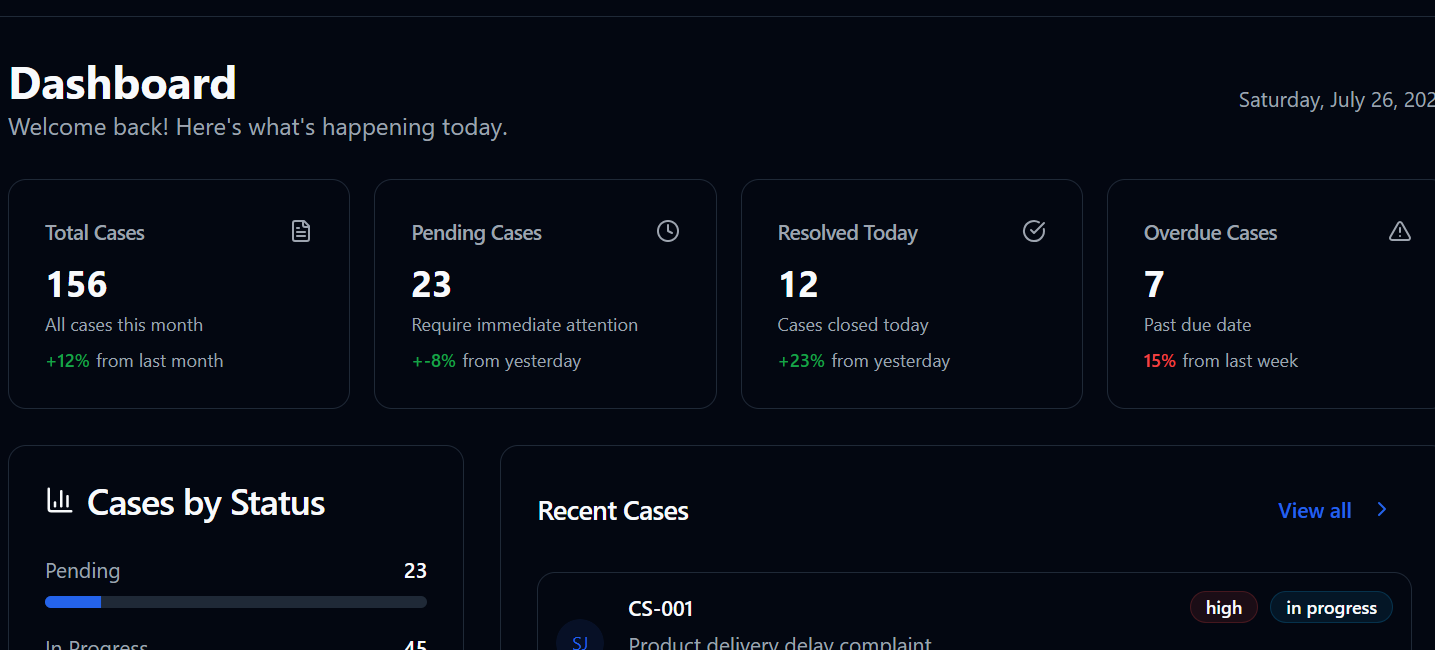 Dashboard
Welcome back! Here's what's happening today.
Saturday, July 26, 202
Total Cases
156
All cases this month
+12% from last month
Pending Cases
23
Require immediate attention
+-8% from yesterday
Resolved Today
12
Cases closed today
+23% from yesterday
Overdue Cases
7
Past due date
15% from last week
Cases by Status
Pending 23
In Progress 45
Recent Cases
View all
CS-001
high
in progress
SJ
Product delivery delay complaint